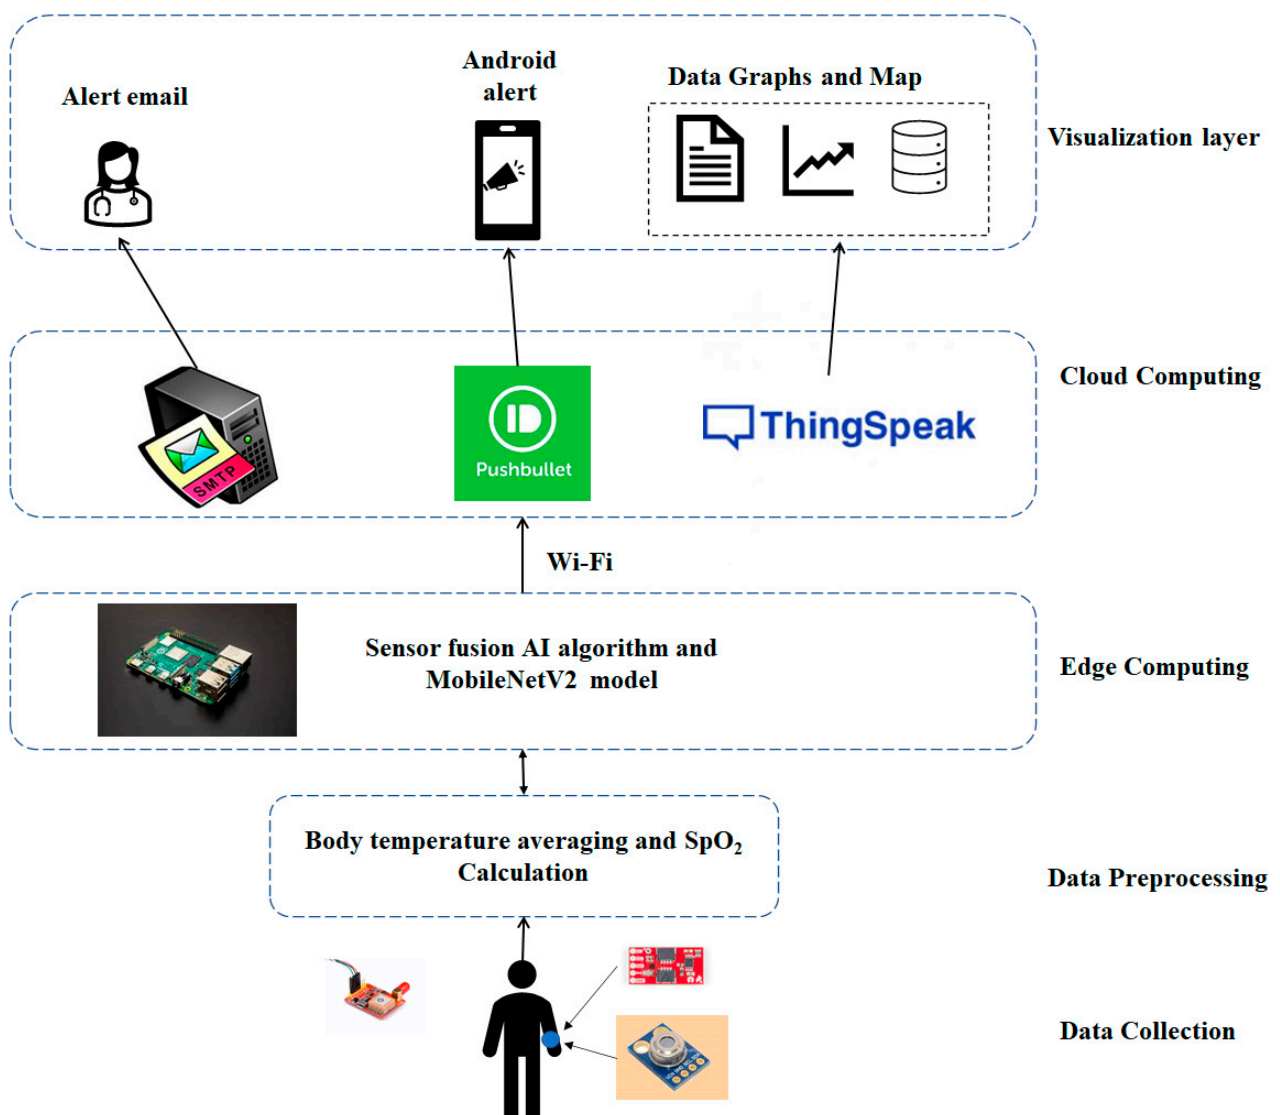 Alert email
Android
alert
Data Graphs and Map
Visualization layer
SMTP
Pushbullet
ThingSpeak
Cloud Computing
Wi-Fi
Sensor fusion AI algorithm and
MobileNetV2 model
Edge Computing
Body temperature averaging and SpO₂
Calculation
Data Preprocessing
Data Collection